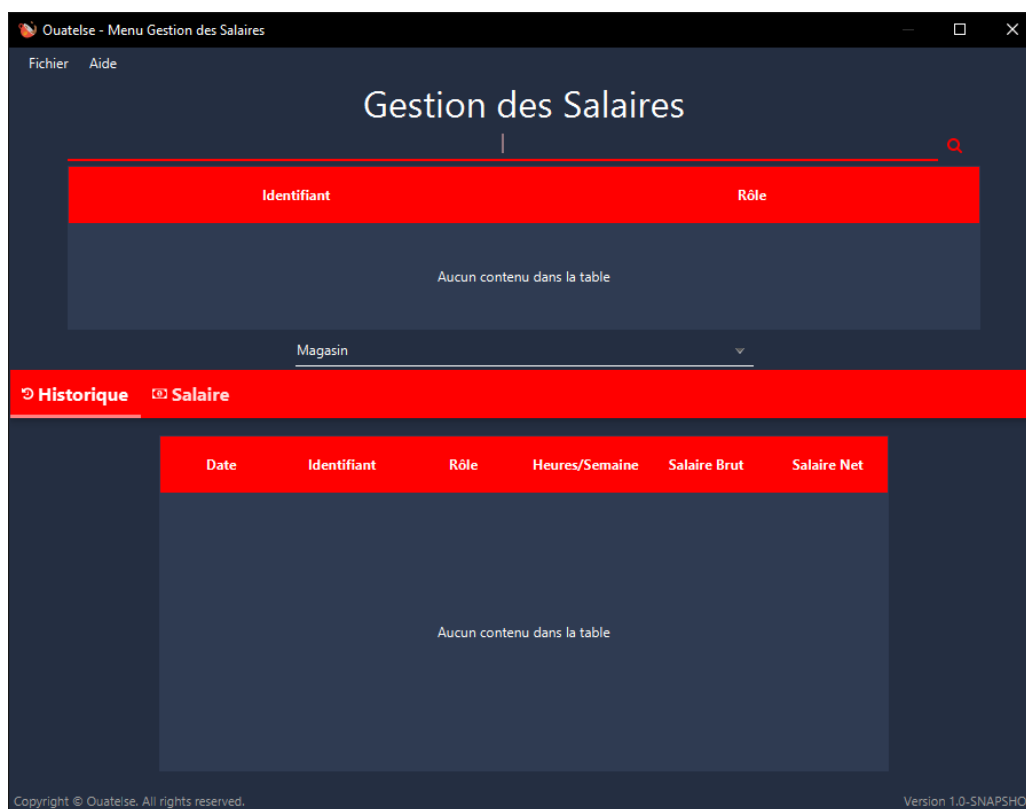 Ouatelse - Menu Gestion des Salaires
Fichier Aide
Gestion des Salaires
Identifiant Rôle
Aucun contenu dans la table
Magasin
Historique Salaire
Date Identifiant Rôle Heures/Semaine Salaire Brut Salaire Net
Aucun contenu dans la table
Copyright © Ouatelse. All rights reserved. Version 1.0-SNAPSHO